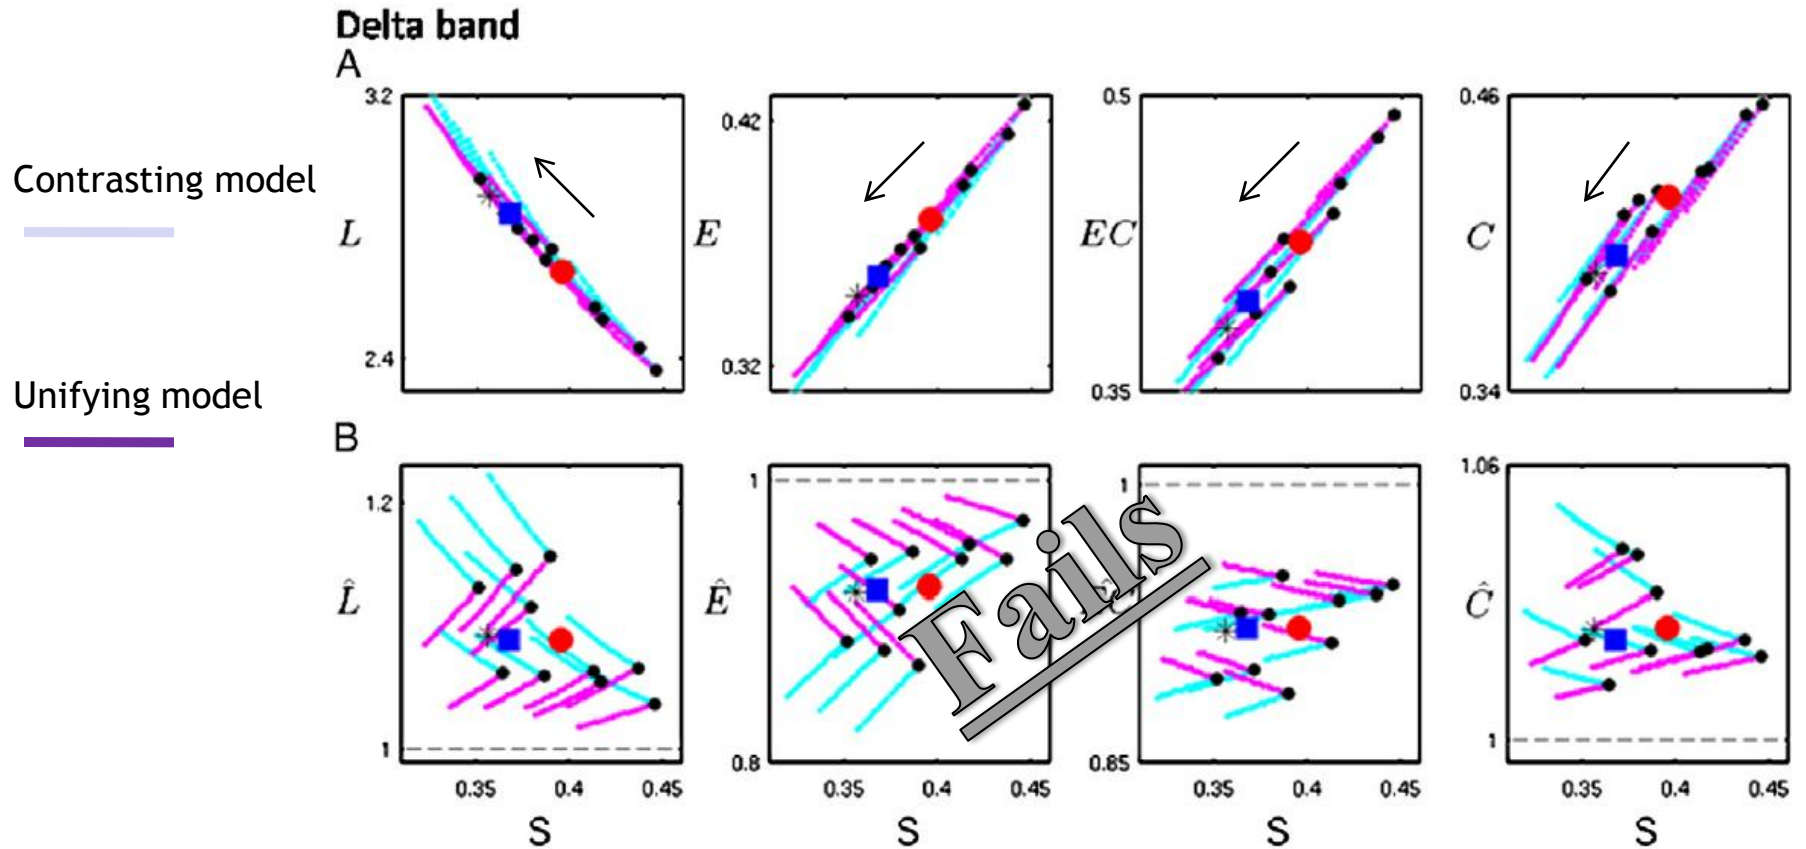 Delta band
A
Contrasting model
Unifying model
3.2
L
2.4
0.42
E
0.32
0.5
EC
0.35
0.46
C
0.34
B
1.2
L̂
1
0.35 0.4 0.45
S
1
Ê
0.8
0.35 0.4 0.45
S
1
0.85
0.35 0.4 0.45
S
1.06
Ĉ
1
0.35 0.4 0.45
S
Fails